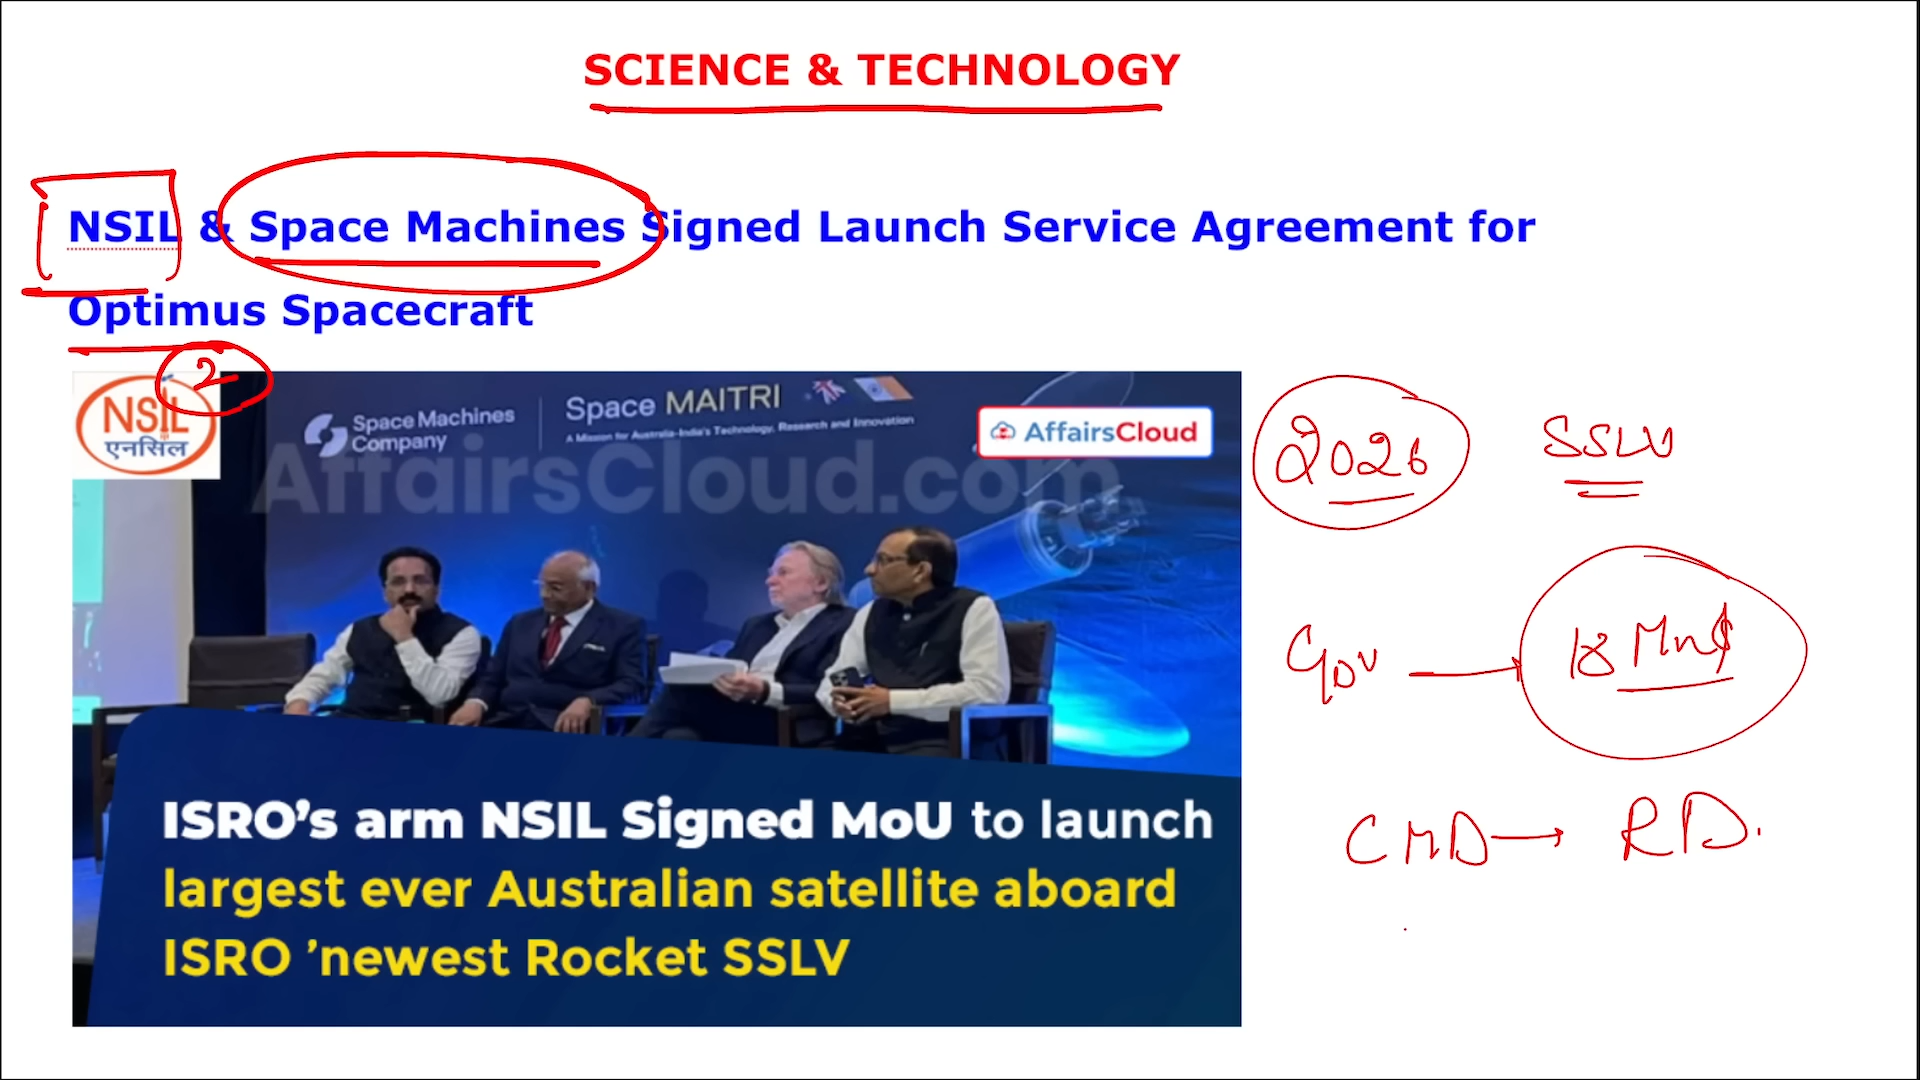 SCIENCE & TECHNOLOGY
NSIL & Space Machines Signed Launch Service Agreement for
Optimus Spacecraft
2
NSIL
एनसिल
Space Machines
Company
Space MAITRI
A Mission for Australia-India's Technology, Research and Innovation
AffairsCloud
AffairsCloud.com
2026
SSLV
Gov → 18 Mn$
CMD → RD.
ISRO's arm NSIL Signed MoU to launch
largest ever Australian satellite aboard
ISRO 'newest Rocket SSLV